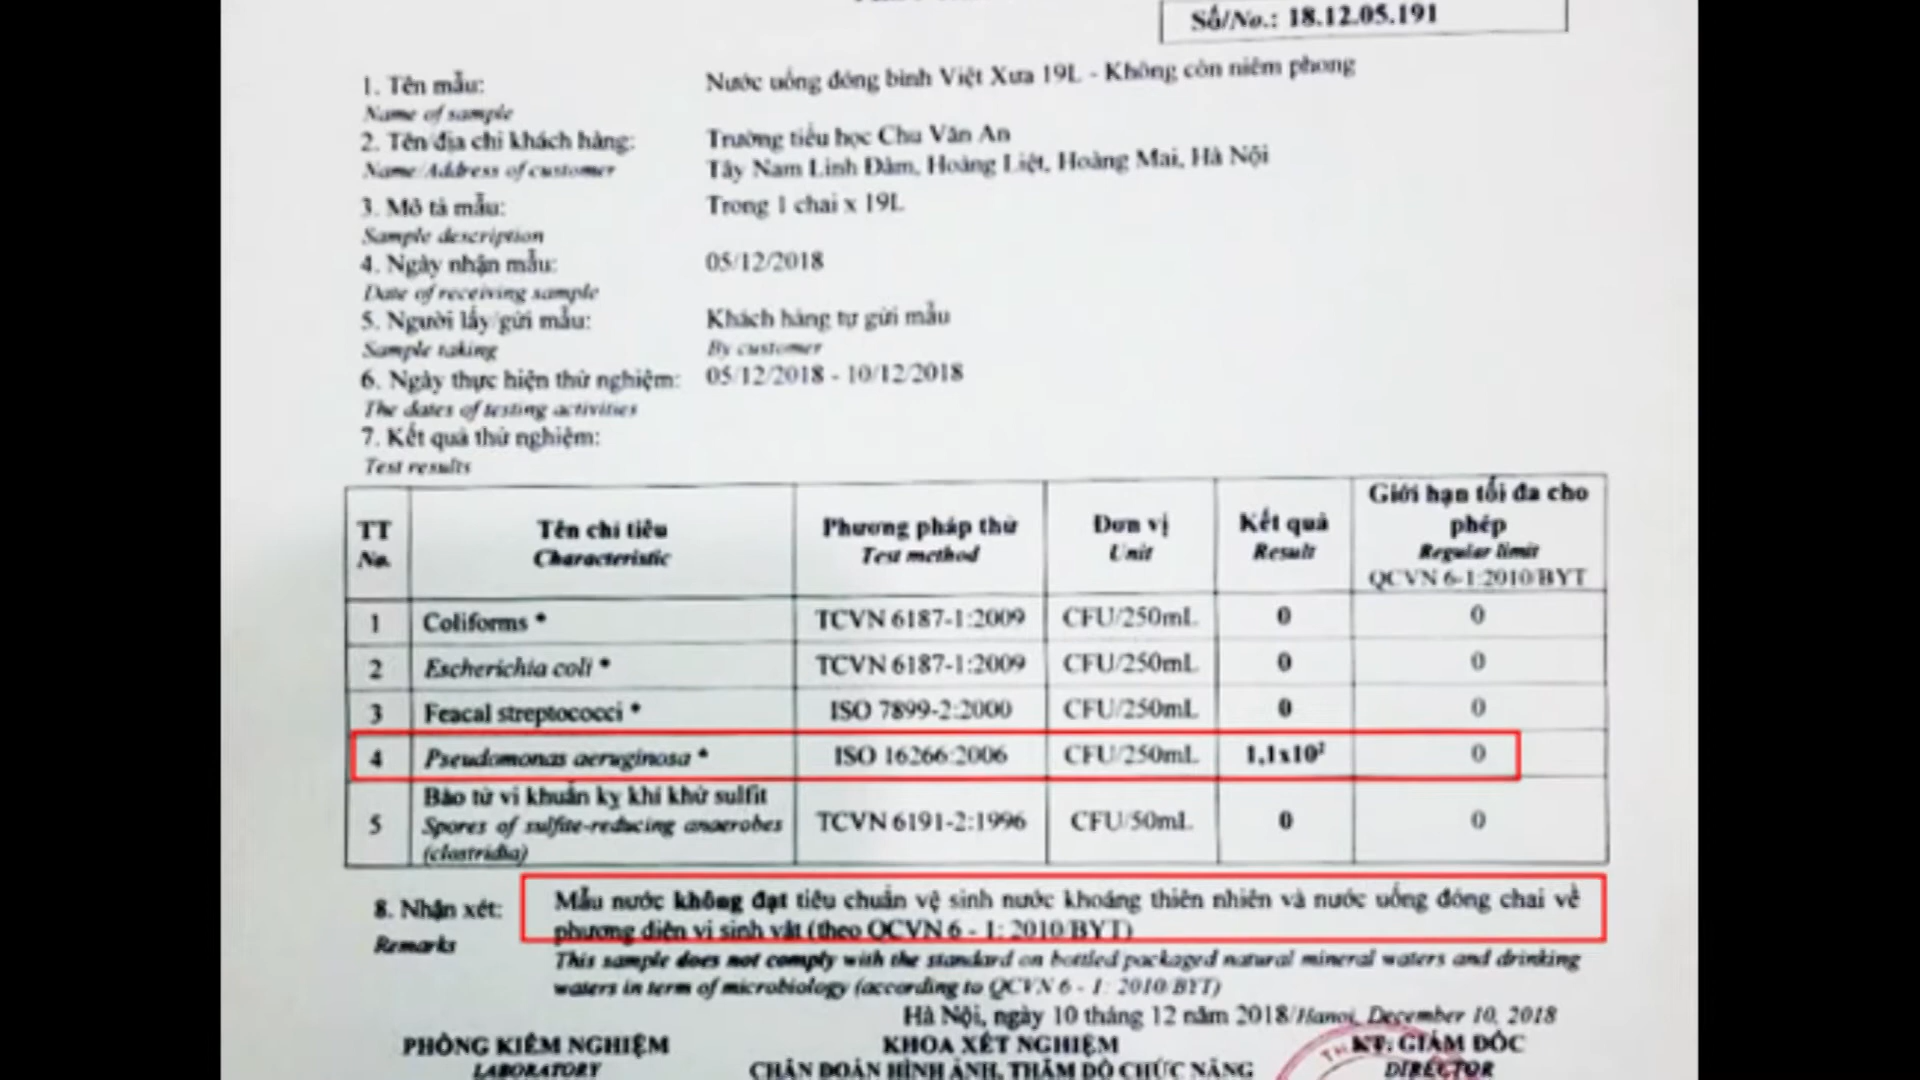 Số/No.: 18.12.05.191
1. Tên mẫu: Nước uống đóng bình Việt Xưa 19L - Không còn niêm phong
Name of sample
2. Tên/địa chỉ khách hàng: Trường tiểu học Chu Văn An
Name/Address of customer Tây Nam Linh Đàm, Hoàng Liệt, Hoàng Mai, Hà Nội
3. Mô tả mẫu: Trong 1 chai x 19L
Sample description
4. Ngày nhận mẫu: 05/12/2018
Date of receiving sample
5. Người lấy/gửi mẫu: Khách hàng tự gửi mẫu
Sample taking By customer
6. Ngày thực hiện thử nghiệm: 05/12/2018 - 10/12/2018
The dates of testing activities
7. Kết quả thử nghiệm:
Test results
TT No. Tên chỉ tiêu Characteristic Phương pháp thử Test method Đơn vị Unit Kết quả Result Giới hạn tối đa cho phép Regular limit QCVN 6-1:2010/BYT
1 Coliforms * TCVN 6187-1:2009 CFU/250mL 0 0
2 Escherichia coli * TCVN 6187-1:2009 CFU/250mL 0 0
3 Feacal streptococci * ISO 7899-2:2000 CFU/250mL 0 0
4 Pseudomonas aeruginosa * ISO 16266:2006 CFU/250mL 1,1x10² 0
5 Bào tử vi khuẩn kỵ khí khử sulfit Spores of sulfite-reducing anaerobes (clostridia) TCVN 6191-2:1996 CFU/50mL 0 0
8. Nhận xét: Mẫu nước không đạt tiêu chuẩn vệ sinh nước khoáng thiên nhiên và nước uống đóng chai về
Remarks phương diện vi sinh vật (theo QCVN 6 - 1: 2010/BYT)
This sample does not comply with the standard on bottled/packaged natural mineral waters and drinking
waters in term of microbiology (according to QCVN 6 - 1: 2010/BYT)
Hà Nội, ngày 10 tháng 12 năm 2018/Hanoi, December 10, 2018
PHÒNG KIỂM NGHIỆM KHOA XÉT NGHIỆM KT. GIÁM ĐỐC
LABORATORY CHẨN ĐOÁN HÌNH ẢNH, THĂM DÒ CHỨC NĂNG DIRECTOR